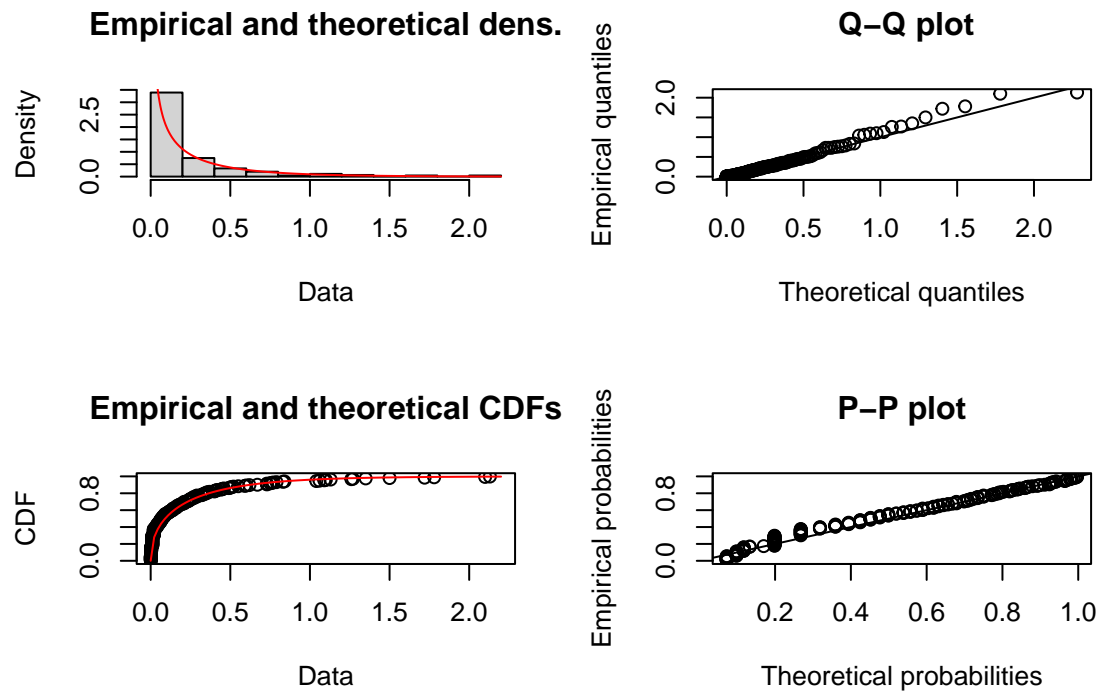 Empirical and theoretical dens.
Density
0.0 2.5
0.0 0.5 1.0 1.5 2.0
Data
Q−Q plot
Empirical quantiles
0.0 2.0
0.0 0.5 1.0 1.5 2.0
Theoretical quantiles
Empirical and theoretical CDFs
CDF
0.0 0.8
0.0 0.5 1.0 1.5 2.0
Data
P−P plot
Empirical probabilities
0.0 0.8
0.2 0.4 0.6 0.8 1.0
Theoretical probabilities